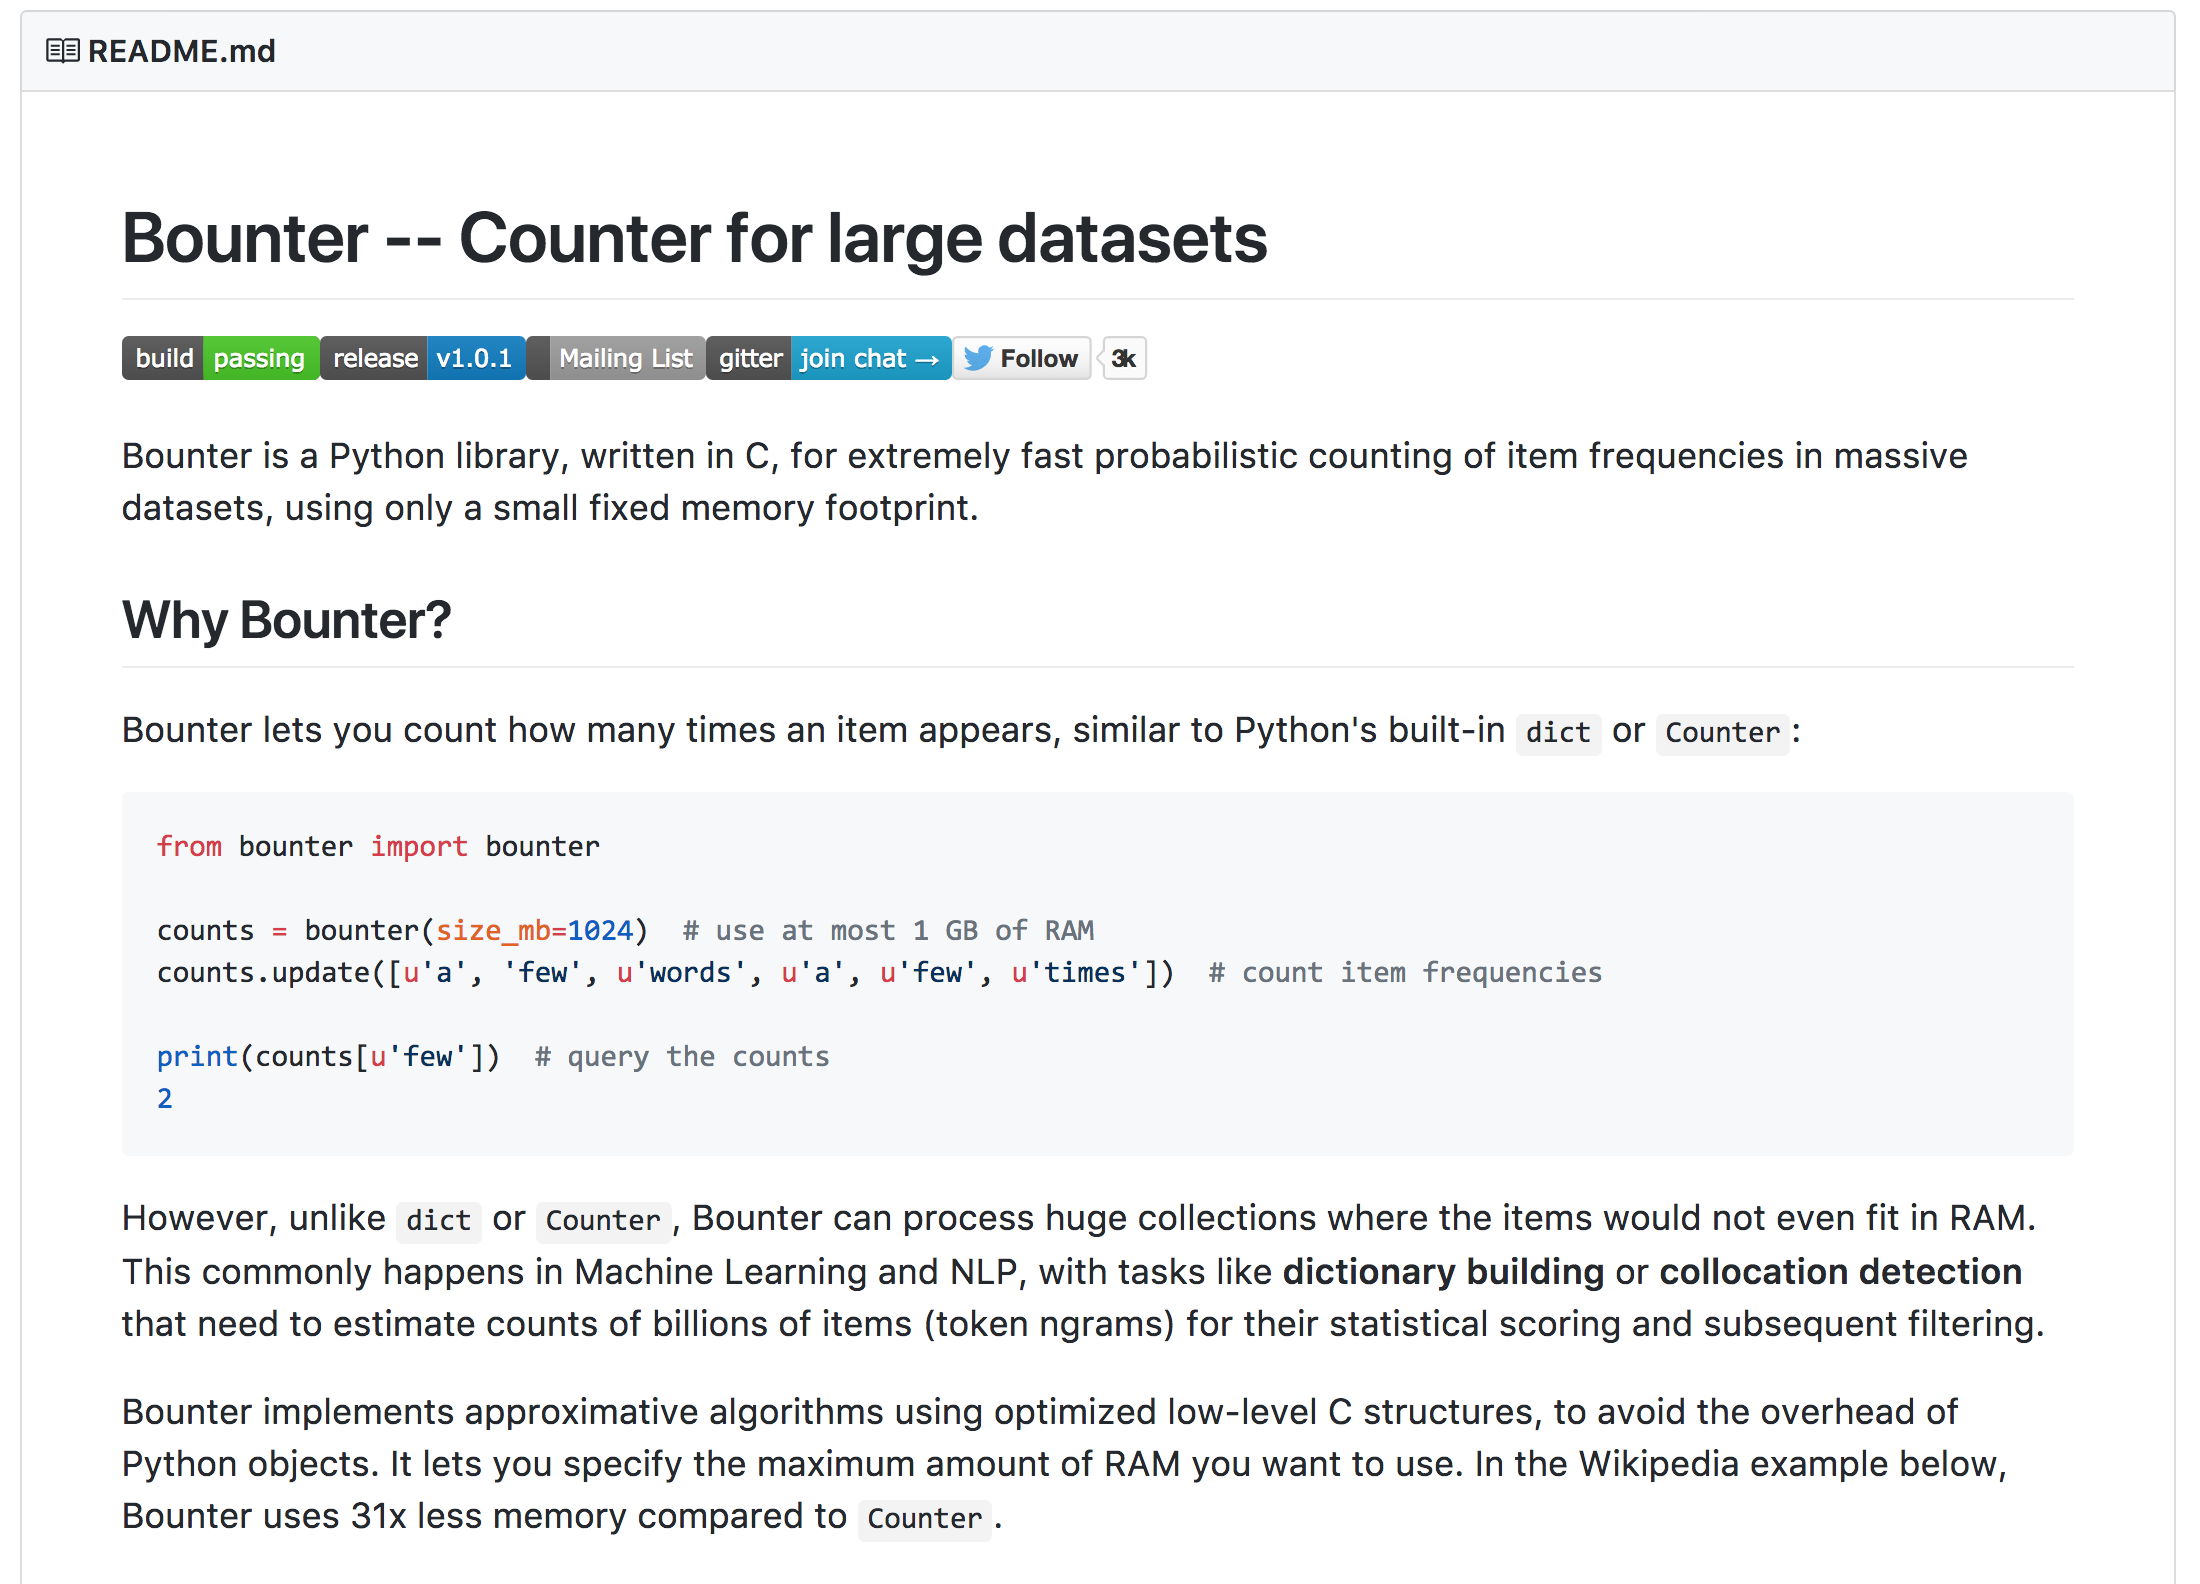 README.md
Bounter -- Counter for large datasets
build passing release v1.0.1 Mailing List gitter join chat → Follow 3k
Bounter is a Python library, written in C, for extremely fast probabilistic counting of item frequencies in massive
datasets, using only a small fixed memory footprint.
Why Bounter?
Bounter lets you count how many times an item appears, similar to Python's built-in dict or Counter:
from bounter import bounter
counts = bounter(size_mb=1024)  # use at most 1 GB of RAM
counts.update([u'a', 'few', u'words', u'a', u'few', u'times'])  # count item frequencies
print(counts[u'few'])  # query the counts
2
However, unlike dict or Counter, Bounter can process huge collections where the items would not even fit in RAM.
This commonly happens in Machine Learning and NLP, with tasks like dictionary building or collocation detection
that need to estimate counts of billions of items (token ngrams) for their statistical scoring and subsequent filtering.
Bounter implements approximative algorithms using optimized low-level C structures, to avoid the overhead of
Python objects. It lets you specify the maximum amount of RAM you want to use. In the Wikipedia example below,
Bounter uses 31x less memory compared to Counter.